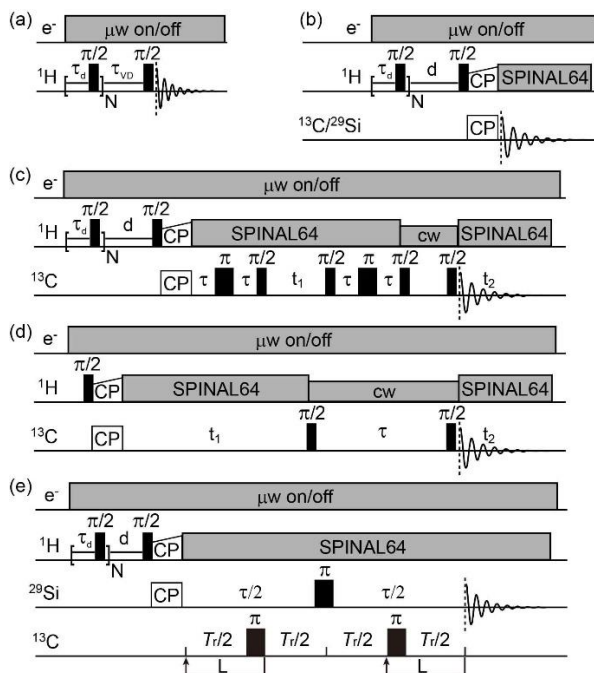 (a) e⁻ μw on/off
π/2 π/2
¹H τd τVD
N
(b) e⁻ μw on/off
π/2 π/2
¹H τd d CP SPINAL64
N
¹³C/²⁹Si CP
(c) e⁻ μw on/off
π/2 π/2
¹H τd d CP SPINAL64 cw SPINAL64
N
π π/2 π/2 π π/2 π/2
¹³C CP τ τ t₁ τ τ t₂
(d) e⁻ μw on/off
π/2
¹H CP SPINAL64 cw SPINAL64
π/2 π/2
¹³C CP t₁ τ t₂
(e) e⁻ μw on/off
π/2 π/2
¹H τd d CP SPINAL64
N
π
²⁹Si CP τ/2 τ/2
π π
¹³C Tr/2 Tr/2 Tr/2 Tr/2
L L